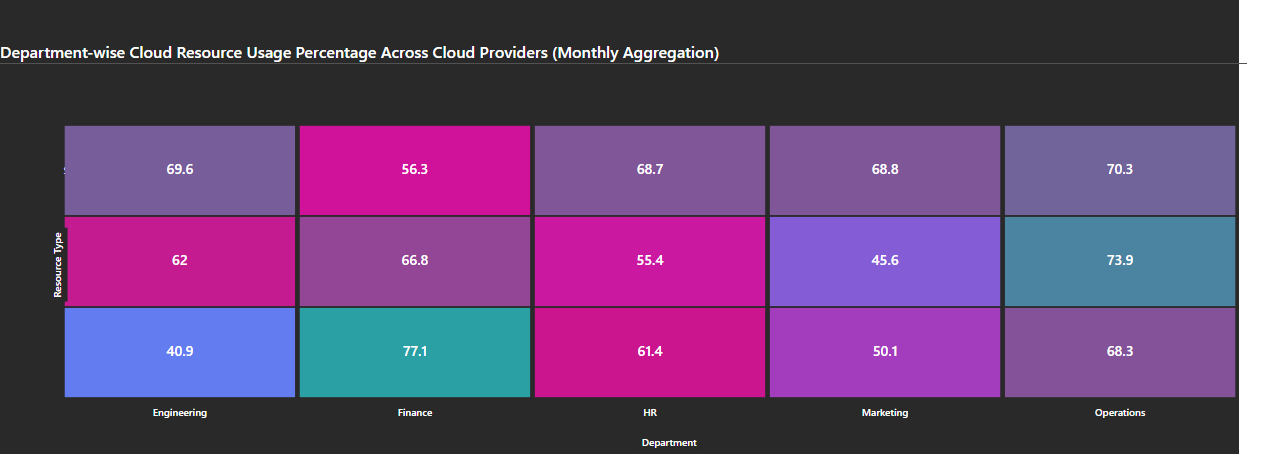 Department-wise Cloud Resource Usage Percentage Across Cloud Providers (Monthly Aggregation)
69.6 56.3 68.7 68.8 70.3
Resource Type
62 66.8 55.4 45.6 73.9
40.9 77.1 61.4 50.1 68.3
Engineering Finance HR Marketing Operations
Department